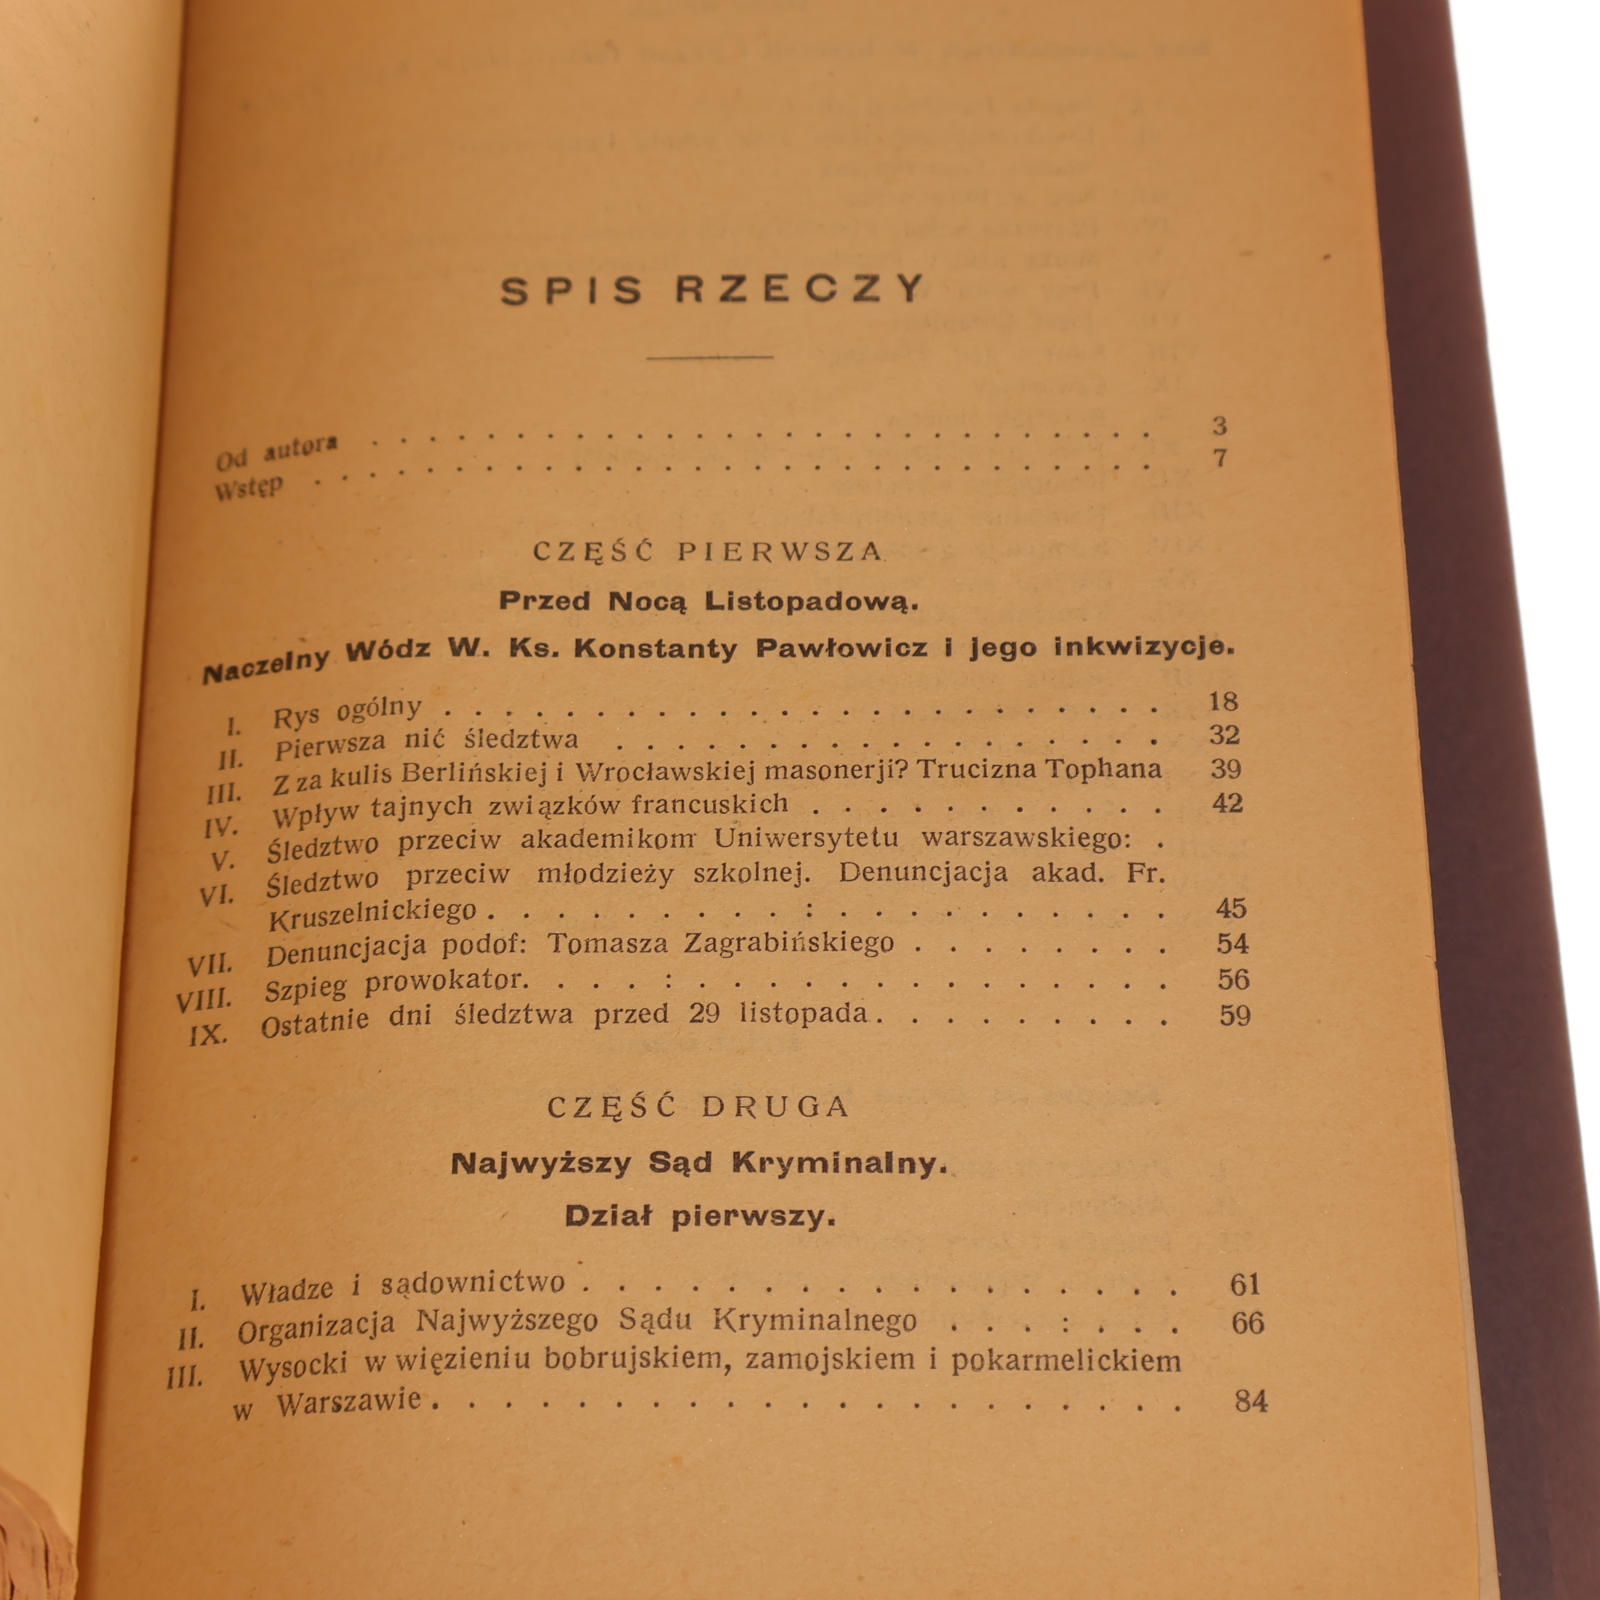 SPIS RZECZY
Od autora . . . . . . . . . . . . . . . . . . . . . . . . . . . 3
Wstęp . . . . . . . . . . . . . . . . . . . . . . . . . . . . . 7
CZĘŚĆ PIERWSZA
Przed Nocą Listopadową.
Naczelny Wódz W. Ks. Konstanty Pawłowicz i jego inkwizycje.
I. Rys ogólny . . . . . . . . . . . . . . . . . . . . . . . . 18
II. Pierwsza nić śledztwa . . . . . . . . . . . . . . . . . . . 32
III. Z za kulis Berlińskiej i Wrocławskiej masonerji? Trucizna Tophana 39
IV. Wpływ tajnych związków francuskich . . . . . . . . . . . . 42
V. Śledztwo przeciw akademikom Uniwersytetu warszawskiego: .
VI. Śledztwo przeciw młodzieży szkolnej. Denuncjacja akad. Fr.
Kruszelnickiego . . . . . . . . . : . . . . . . . . . . 45
VII. Denuncjacja podof: Tomasza Zagrabińskiego . . . . . . . . 54
VIII. Szpieg prowokator. . . . . : . . . . . . . . . . . . . . 56
IX. Ostatnie dni śledztwa przed 29 listopada . . . . . . . . . 59
CZĘŚĆ DRUGA
Najwyższy Sąd Kryminalny.
Dział pierwszy.
I. Władze i sądownictwo . . . . . . . . . . . . . . . . . . 61
II. Organizacja Najwyższego Sądu Kryminalnego . . . : . . . 66
III. Wysocki w więzieniu bobrujskiem, zamojskiem i pokarmelickiem
w Warszawie . . . . . . . . . . . . . . . . . . . . . 84